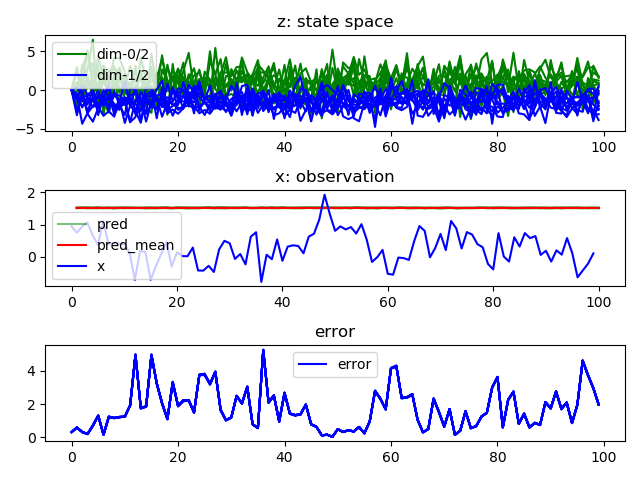 z: state space
5
0
−5
dim-0/2
dim-1/2
0 20 40 60 80 100
x: observation
2
1
0
pred
pred_mean
x
0 20 40 60 80 100
error
4
2
0
error
0 20 40 60 80 100